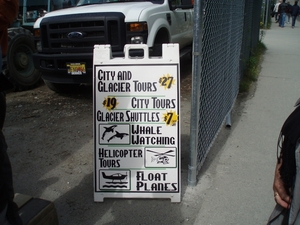 CITY AND
GLACIER TOURS $27
$19 CITY TOURS
GLACIER SHUTTLES $7
WHALE
WATCHING
HELICOPTER
TOURS
FLOAT
PLANES